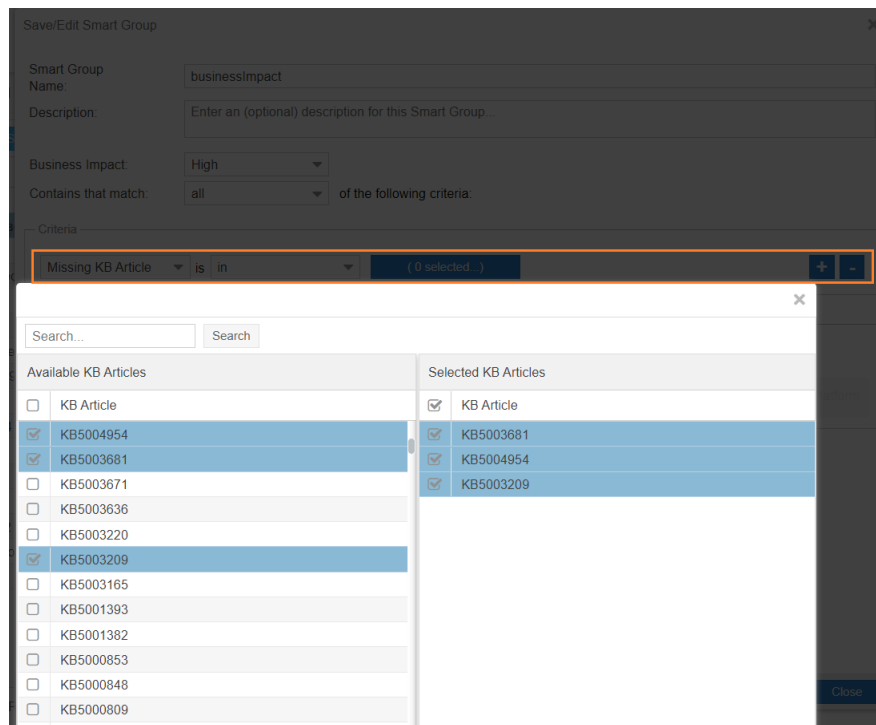 Save/Edit Smart Group
Smart Group
Name:
businessImpact
Description:
Enter an (optional) description for this Smart Group...
Business Impact: High
Contains that match: all of the following criteria:
Criteria
Missing KB Article is in ( 0 selected...) + -
Search... Search
Available KB Articles
KB Article
KB5004954
KB5003681
KB5003671
KB5003636
KB5003220
KB5003209
KB5003165
KB5001393
KB5001382
KB5000853
KB5000848
KB5000809
Selected KB Articles
KB Article
KB5003681
KB5004954
KB5003209
Close